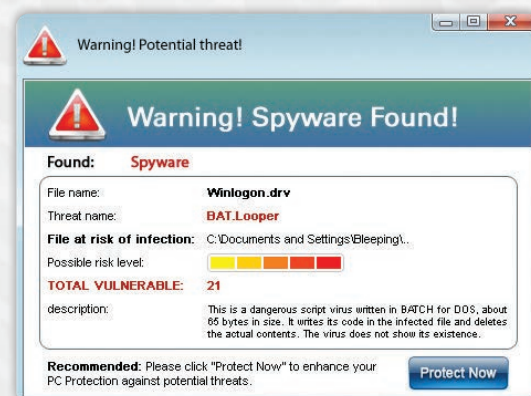 Warning! Potential threat!
Warning! Spyware Found!
Found: Spyware
File name: Winlogon.drv
Threat name: BAT.Looper
File at risk of infection: C:\Documents and Settings\Bleeping\..
Possible risk level:
TOTAL VULNERABLE: 21
description: This is a dangerous script virus written in BATCH for DOS, about
65 bytes in size. It writes its code in the infected file and deletes
the actual contents. The virus does not show its existence.
Recommended: Please click "Protect Now" to enhance your
PC Protection against potential threats.
Protect Now